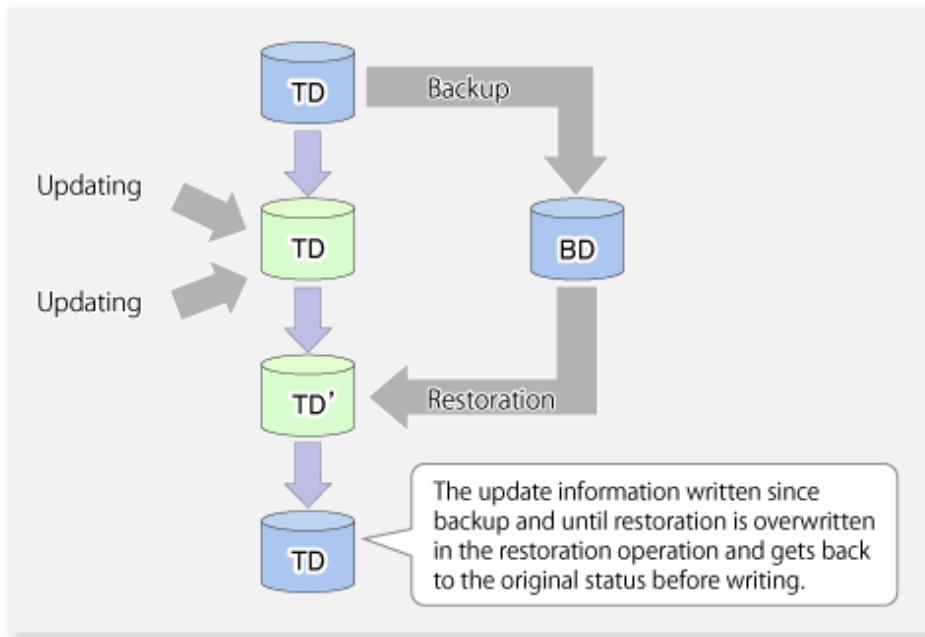 TD
Backup
Updating
TD
BD
Updating
TD’
Restoration
The update information written since
backup and until restoration is overwritten
in the restoration operation and gets back
to the original status before writing.
TD